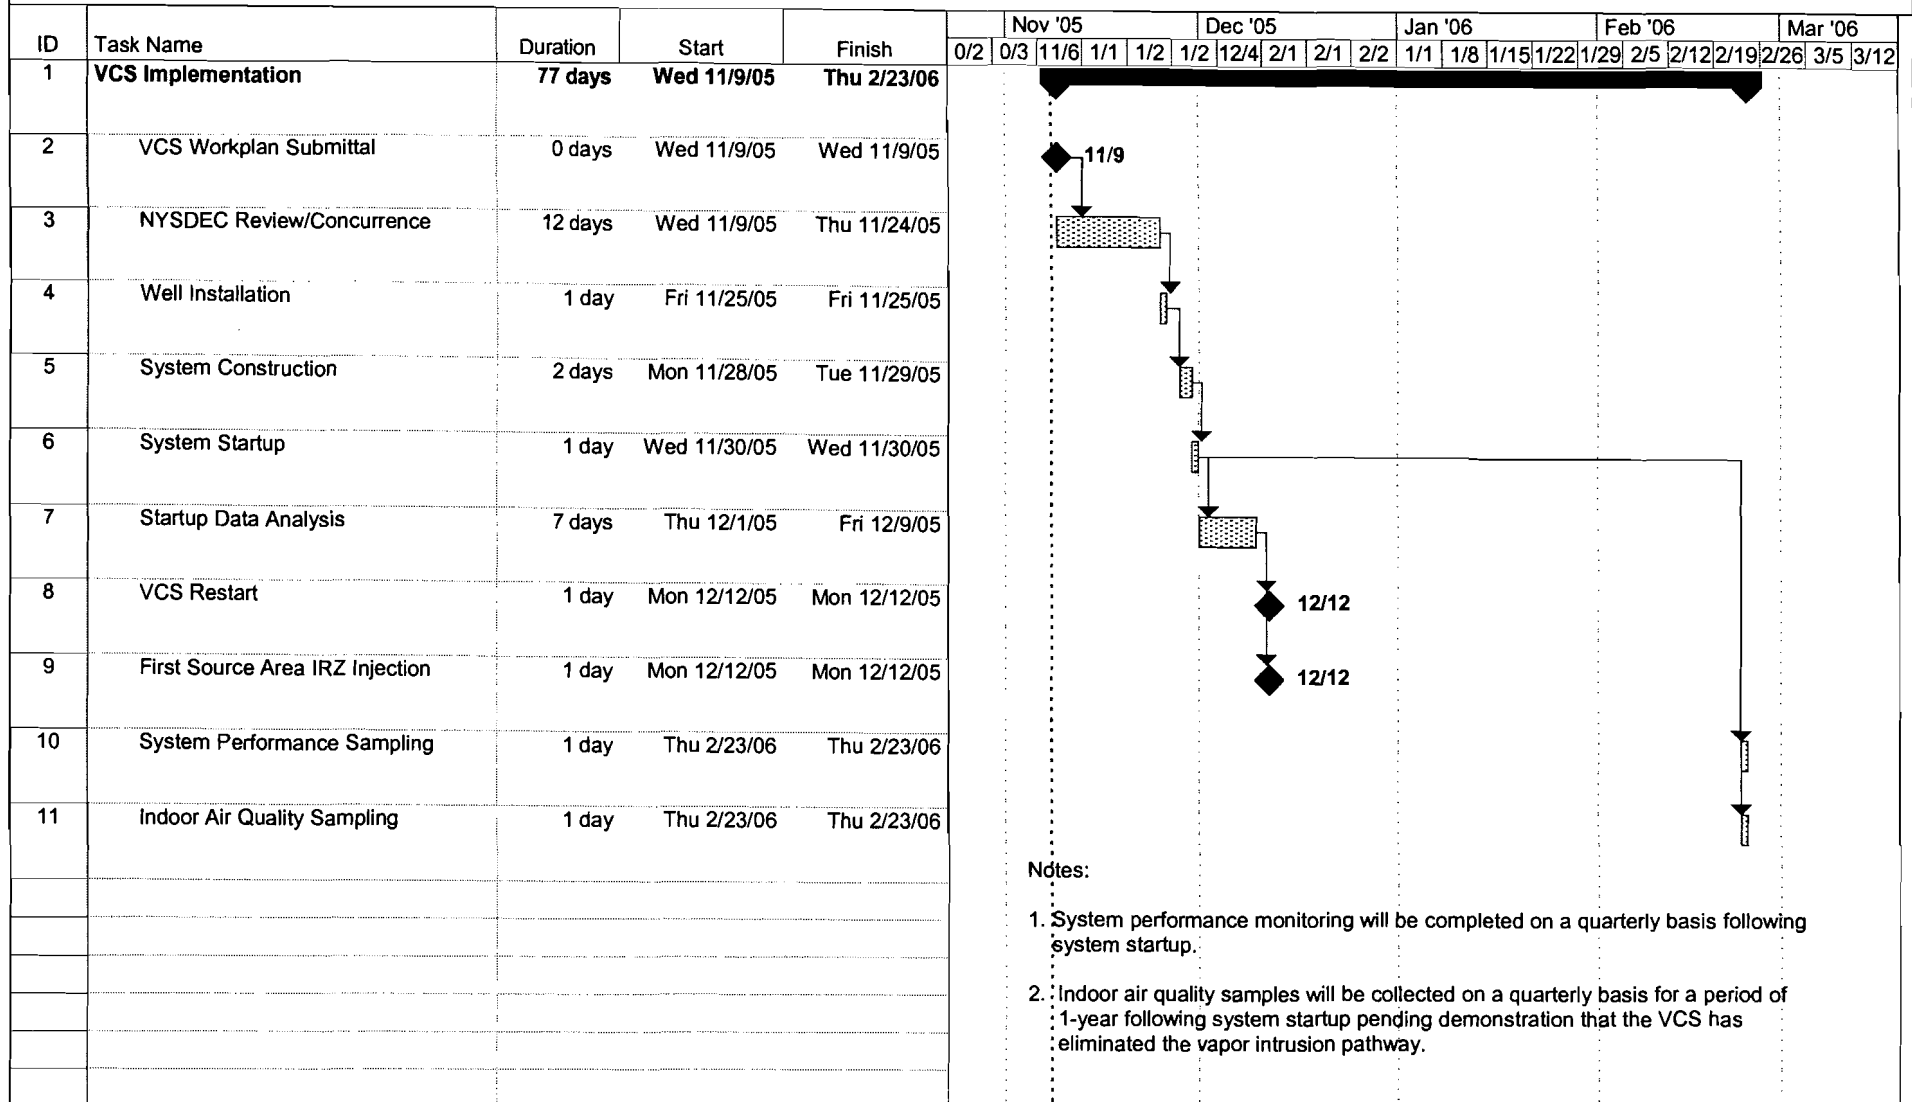 Nov '05 Dec '05 Jan '06 Feb '06 Mar '06
ID Task Name Duration Start Finish 0/2 0/3 11/6 1/1 1/2 1/2 12/4 2/1 2/1 2/2 1/1 1/8 1/15 1/22 1/29 2/5 2/12 2/19 2/26 3/5 3/12
1 VCS Implementation 77 days Wed 11/9/05 Thu 2/23/06
2 VCS Workplan Submittal 0 days Wed 11/9/05 Wed 11/9/05 11/9
3 NYSDEC Review/Concurrence 12 days Wed 11/9/05 Thu 11/24/05
4 Well Installation 1 day Fri 11/25/05 Fri 11/25/05
5 System Construction 2 days Mon 11/28/05 Tue 11/29/05
6 System Startup 1 day Wed 11/30/05 Wed 11/30/05
7 Startup Data Analysis 7 days Thu 12/1/05 Fri 12/9/05
8 VCS Restart 1 day Mon 12/12/05 Mon 12/12/05 12/12
9 First Source Area IRZ Injection 1 day Mon 12/12/05 Mon 12/12/05 12/12
10 System Performance Sampling 1 day Thu 2/23/06 Thu 2/23/06
11 Indoor Air Quality Sampling 1 day Thu 2/23/06 Thu 2/23/06
Notes:
1. System performance monitoring will be completed on a quarterly basis following
system startup.
2. Indoor air quality samples will be collected on a quarterly basis for a period of
1-year following system startup pending demonstration that the VCS has
eliminated the vapor intrusion pathway.